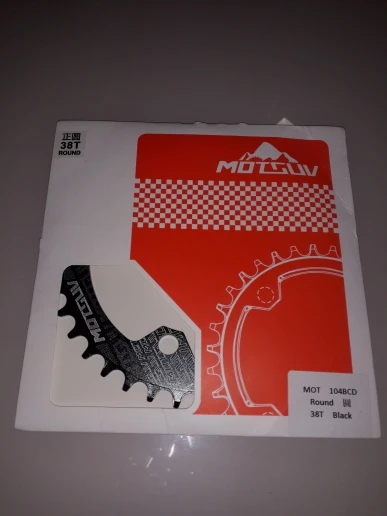 正圆
38T
ROUND
MOTSUV
MOTSUV
MOT 104BCD
Round 圆
38T Black